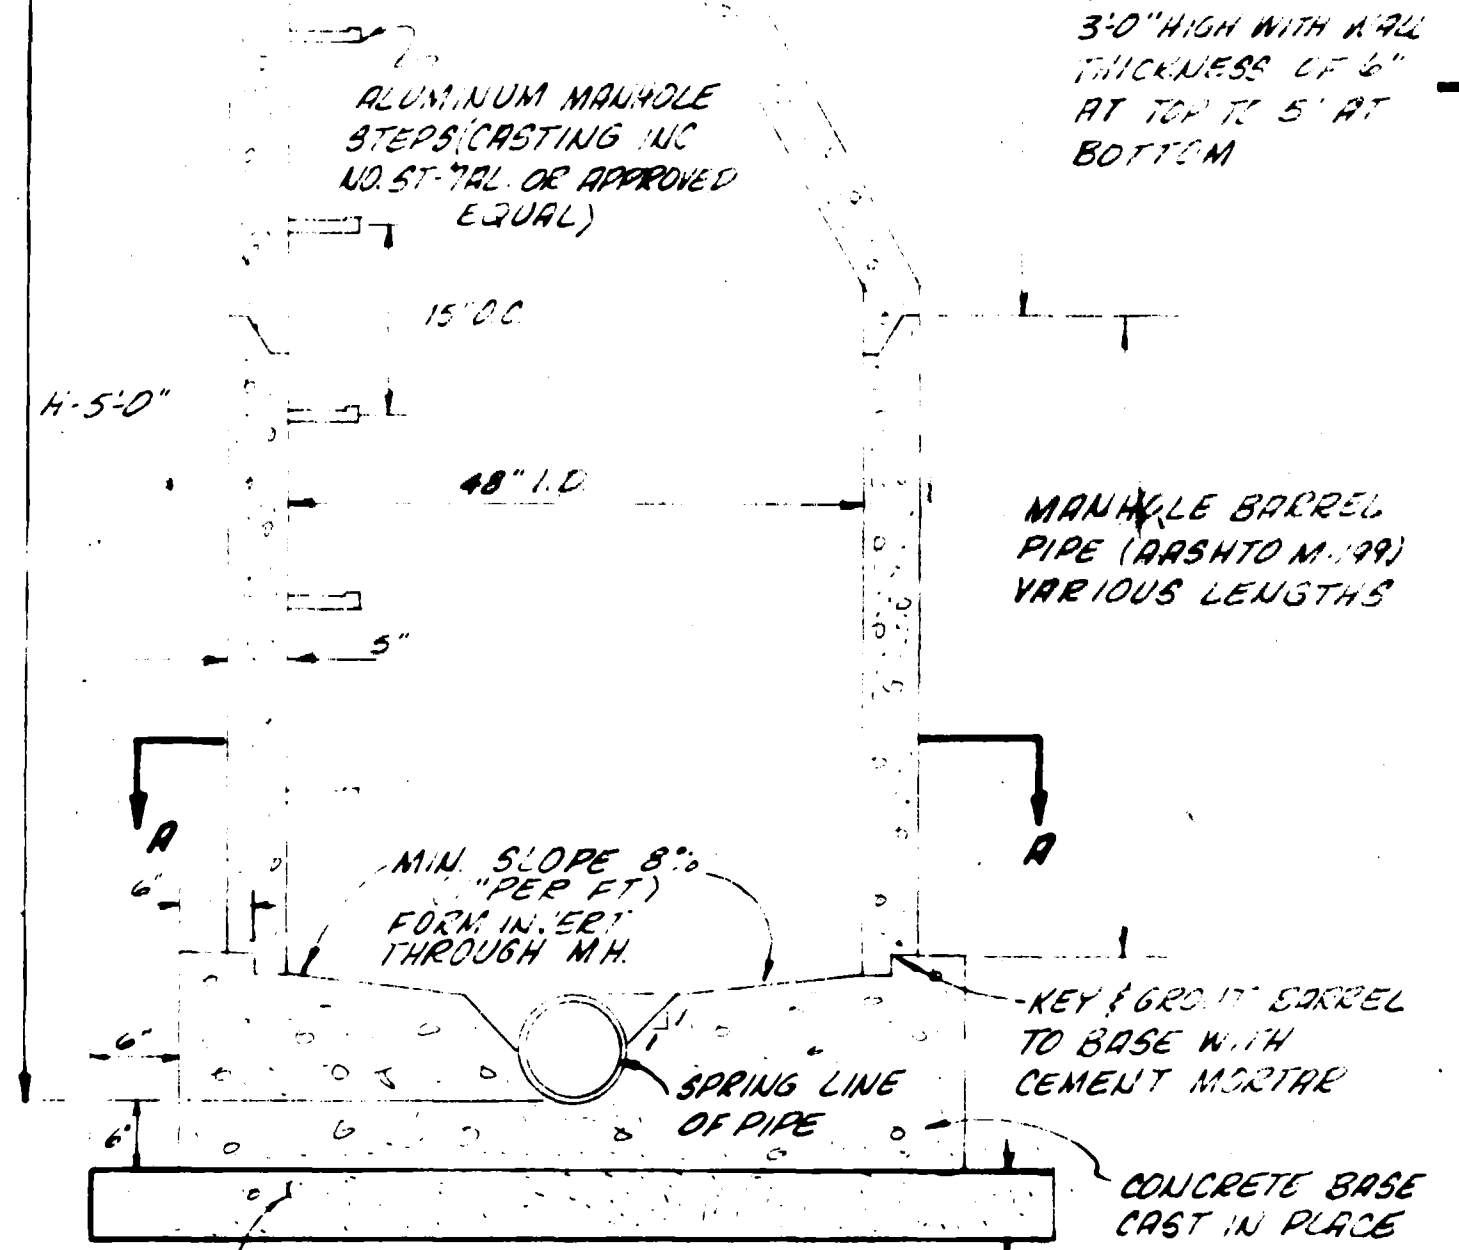 3'-0" HIGH WITH WALL
THICKNESS OF 6"
AT TOP TO 5" AT
BOTTOM
ALUMINUM MANHOLE
STEPS (CASTING INC
NO. ST-7AL. OR APPROVED
EQUAL)
15" O.C.
H-5'-0"
48" I.D.
MANHOLE BARREL
PIPE (AASHTO M-199)
VARIOUS LENGTHS
5"
A
A
6"
MIN. SLOPE 8%
"PER FT)
FORM INVERT
THROUGH M.H.
KEY & GROUT BARREL
TO BASE WITH
CEMENT MORTAR
6"
1
1
SPRING LINE
OF PIPE
6"
CONCRETE BASE
CAST IN PLACE